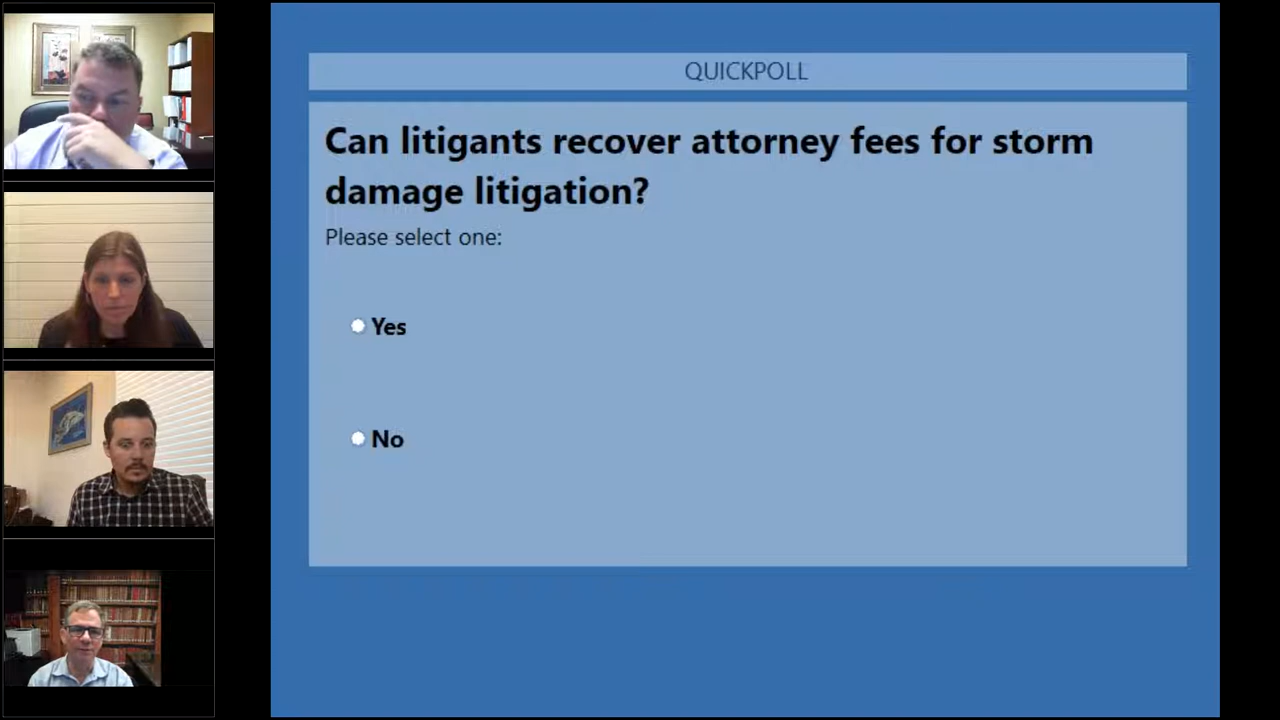 QUICKPOLL
Can litigants recover attorney fees for storm
damage litigation?
Please select one:
Yes
No